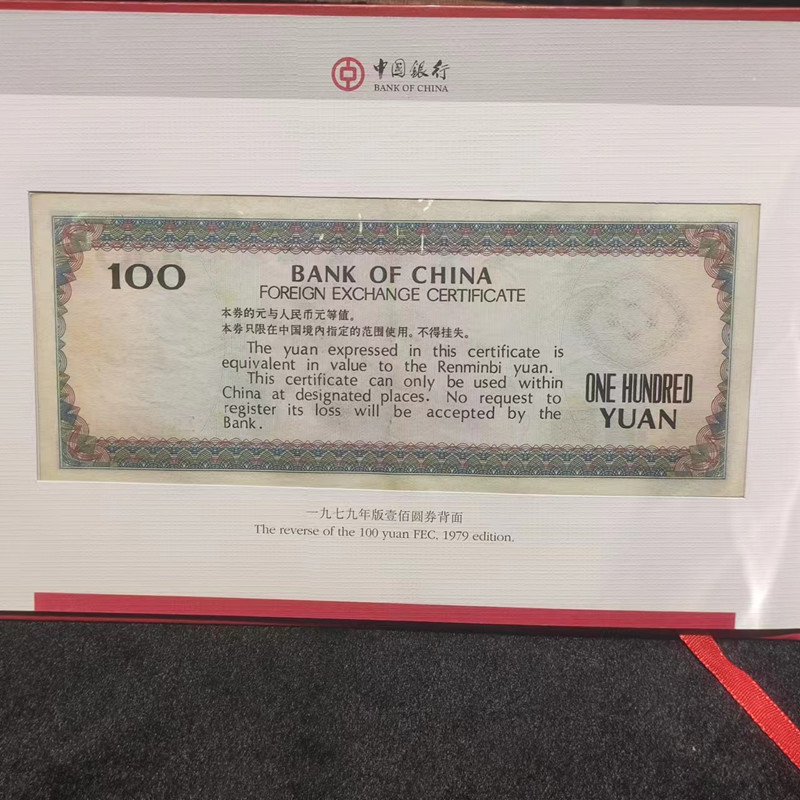 中国銀行
BANK OF CHINA
100
BANK OF CHINA
FOREIGN EXCHANGE CERTIFICATE
本券的元与人民币元等值。
本券只限在中国境内指定的范围使用。不得挂失。
The yuan expressed in this certificate is
equivalent in value to the Renminbi yuan.
This certificate can only be used within
China at designated places. No request to
register its loss will be accepted by the
Bank.
ONE HUNDRED
YUAN
一九七九年版壹佰圆券背面
The reverse of the 100 yuan FEC, 1979 edition.